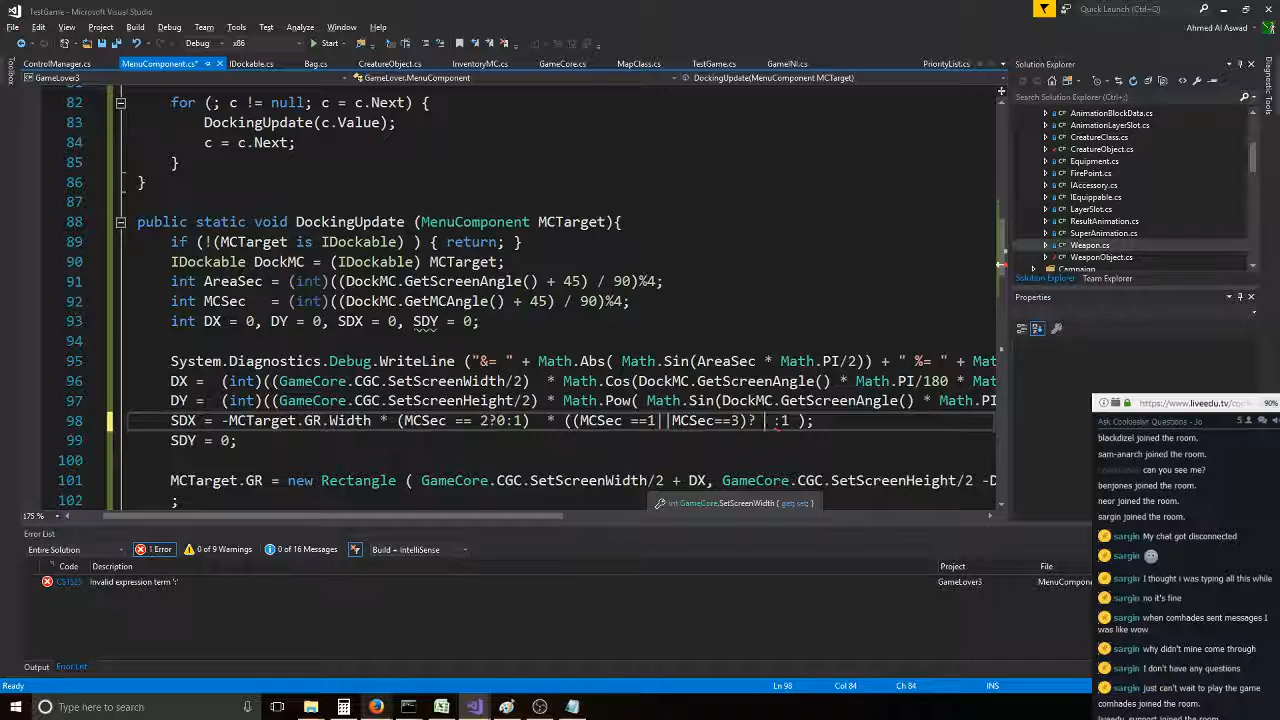 TestGame - Microsoft Visual Studio
Quick Launch (Ctrl+Q)
File Edit View Project Build Debug Team Tools Test Analyze Window Help
Ahmed Al Aswad
Debug x86 Start
Toolbox
ControlManager.cs MenuComponent.cs* IDockable.cs Bag.cs CreatureObject.cs InventoryMC.cs GameCore.cs MapClass.cs TestGame.cs GameINI.cs PriorityList.cs
GameLover3 GameLover.MenuComponent DockingUpdate(MenuComponent MCTarget)
82 for (; c != null; c = c.Next) {
83 DockingUpdate(c.Value);
84 c = c.Next;
85 }
86 }
87
88 public static void DockingUpdate (MenuComponent MCTarget){
89 if (!(MCTarget is IDockable) ) { return; }
90 IDockable DockMC = (IDockable) MCTarget;
91 int AreaSec = (int)((DockMC.GetScreenAngle() + 45) / 90)%4;
92 int MCSec = (int)((DockMC.GetMCAngle() + 45) / 90)%4;
93 int DX = 0, DY = 0, SDX = 0, SDY = 0;
94
95 System.Diagnostics.Debug.WriteLine ("&= " + Math.Abs( Math.Sin(AreaSec * Math.PI/2)) + " %= " + Mat
96 DX = (int)((GameCore.CGC.SetScreenWidth/2) * Math.Cos(DockMC.GetScreenAngle() * Math.PI/180 * Mat
97 DY = (int)((GameCore.CGC.SetScreenHeight/2) * Math.Pow( Math.Sin(DockMC.GetScreenAngle() * Math.PI
98 SDX = -MCTarget.GR.Width * (MCSec == 2?0:1) * ((MCSec ==1||MCSec==3)? :1 );
99 SDY = 0;
100
101 MCTarget.GR = new Rectangle ( GameCore.CGC.SetScreenWidth/2 + DX, GameCore.CGC.SetScreenHeight/2 -D
102 ;
int GameCore.SetScreenWidth { get; set; }
175 %
Solution Explorer
Search Solution Explorer (Ctrl+;)
AnimationBlockData.cs
AnimationLayerSlot.cs
CreatureClass.cs
CreatureObject.cs
Equipment.cs
FirePoint.cs
IAccessory.cs
IEquippable.cs
LayerSlot.cs
ResultAnimation.cs
SuperAnimation.cs
Weapon.cs
WeaponObject.cs
Campaign
Solution Explorer Team Explorer
Diagnostic Tools
Properties
Error List
Entire Solution 1 Error 0 of 9 Warnings 0 of 16 Messages Build + IntelliSense
Code Description Project File
CS1525 Invalid expression term ':' GameLover3 MenuCompone
Output Error List
Ready Ln 98 Col 84 Ch 84 INS
Type here to search
https://www.liveedu.tv/c 90%
Ask Cookieslyr Questions - Jo 5
blackdizel joined the room.
sam-anarch joined the room.
can you see me?
benjones joined the room.
neor joined the room.
sargin joined the room.
sargin My chat got disconnected
sargin
sargin I thought i was typing all this while
sargin no it's fine
sargin when comhades sent messages I
was like wow
sargin why didn't mine come through
sargin I don't have any questions
sargin just can't wait to play the game
comhades joined the room.
liveedu_support joined the room.